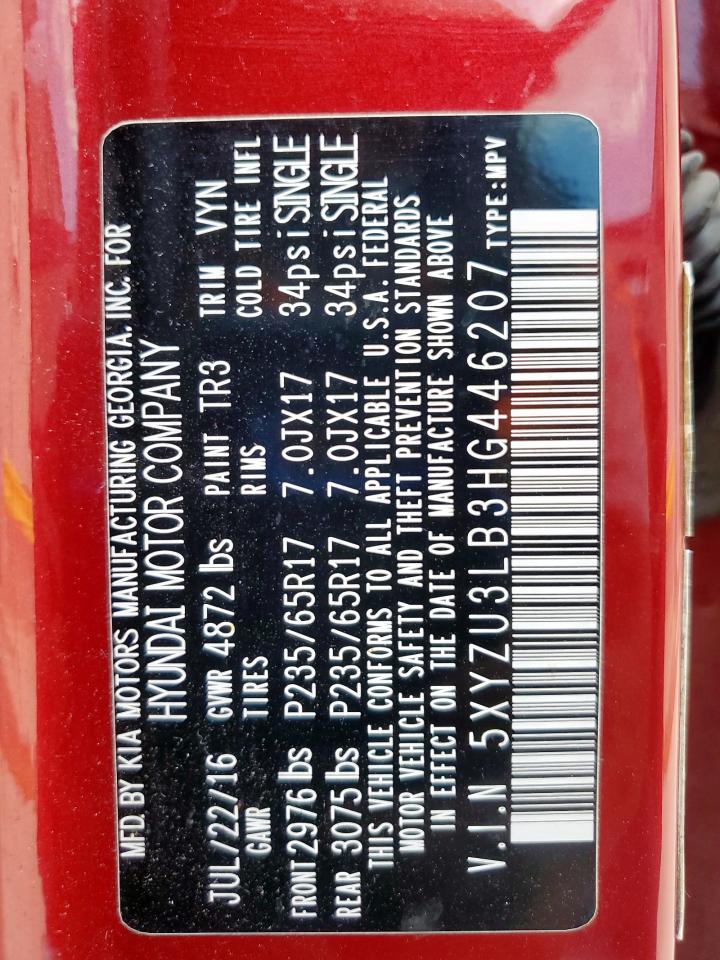 MFD. BY KIA MOTORS MANUFACTURING GEORGIA, INC. FOR
HYUNDAI MOTOR COMPANY
JUL/22/16 GVWR 4872 lbs PAINT TR3 TRIM VYN
GAWR TIRES RIMS COLD TIRE INFL
FRONT 2976 lbs P235/65R17 7.0JX17 34psi SINGLE
REAR 3075 lbs P235/65R17 7.0JX17 34psi SINGLE
THIS VEHICLE CONFORMS TO ALL APPLICABLE U.S.A. FEDERAL
MOTOR VEHICLE SAFETY AND THEFT PREVENTION STANDARDS
IN EFFECT ON THE DATE OF MANUFACTURE SHOWN ABOVE
V.I.N 5XYZU3LB3HG446207 TYPE:MPV